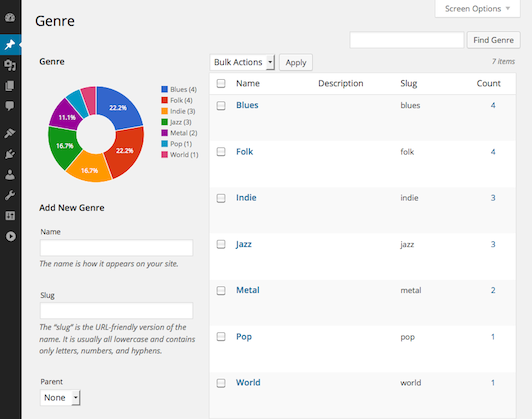 Screen Options
Genre
Find Genre
Genre
Bulk Actions
Apply
7 items
Name Description Slug Count
22.2%
22.2%
16.7%
16.7%
11.1%
Blues (4)
Folk (4)
Indie (3)
Jazz (3)
Metal (2)
Pop (1)
World (1)
Blues blues 4
Folk folk 4
Indie indie 3
Jazz jazz 3
Metal metal 2
Pop pop 1
World world 1
Add New Genre
Name
The name is how it appears on your site.
Slug
The “slug” is the URL-friendly version of the
name. It is usually all lowercase and contains
only letters, numbers, and hyphens.
Parent
None